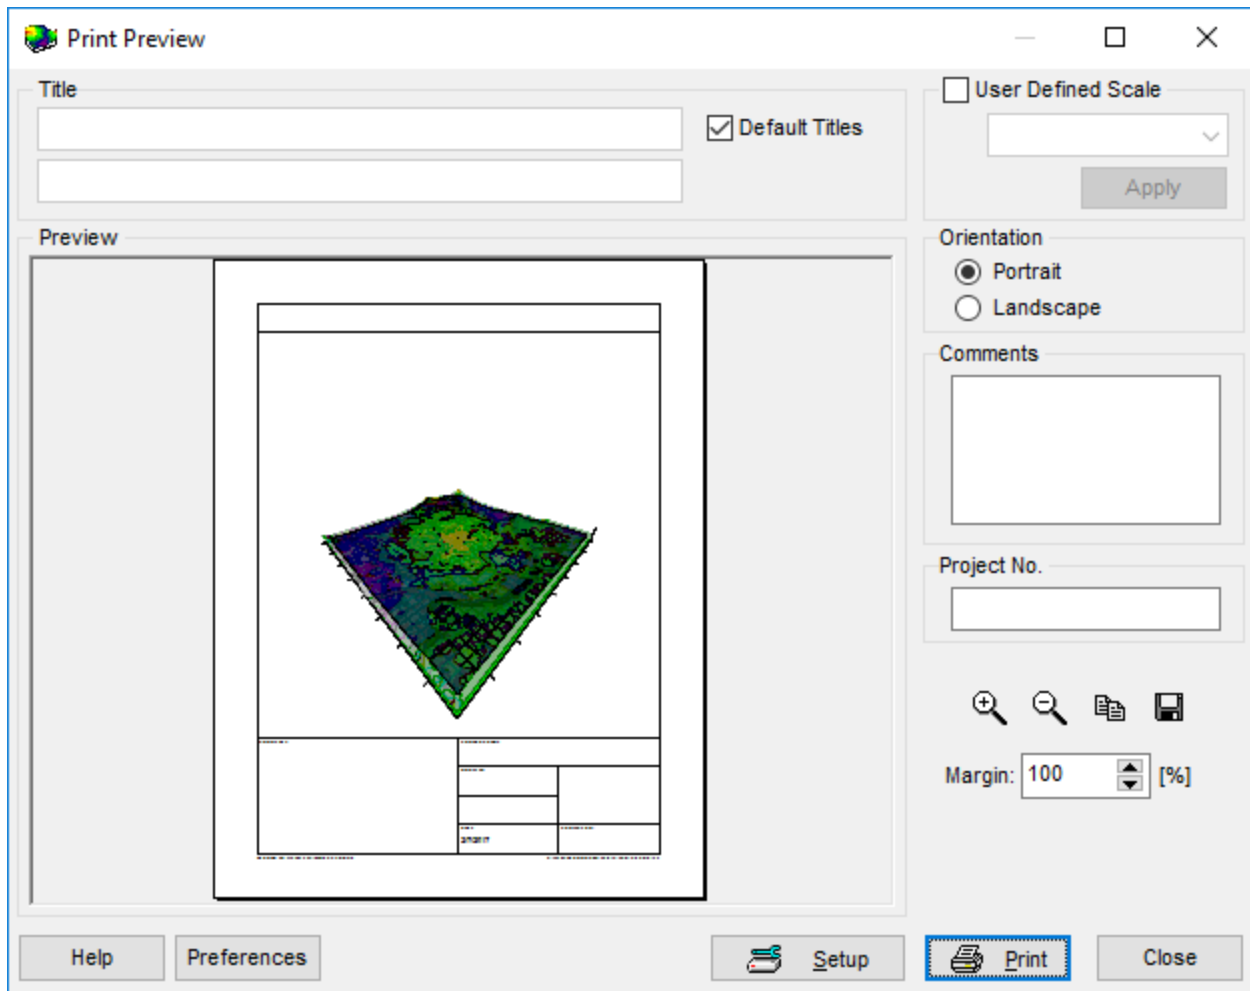 Print Preview
Title
Default Titles
User Defined Scale
Apply
Preview
Orientation
Portrait
Landscape
Comments
Project No.
Margin: 100 [%]
Help
Preferences
Setup
Print
Close